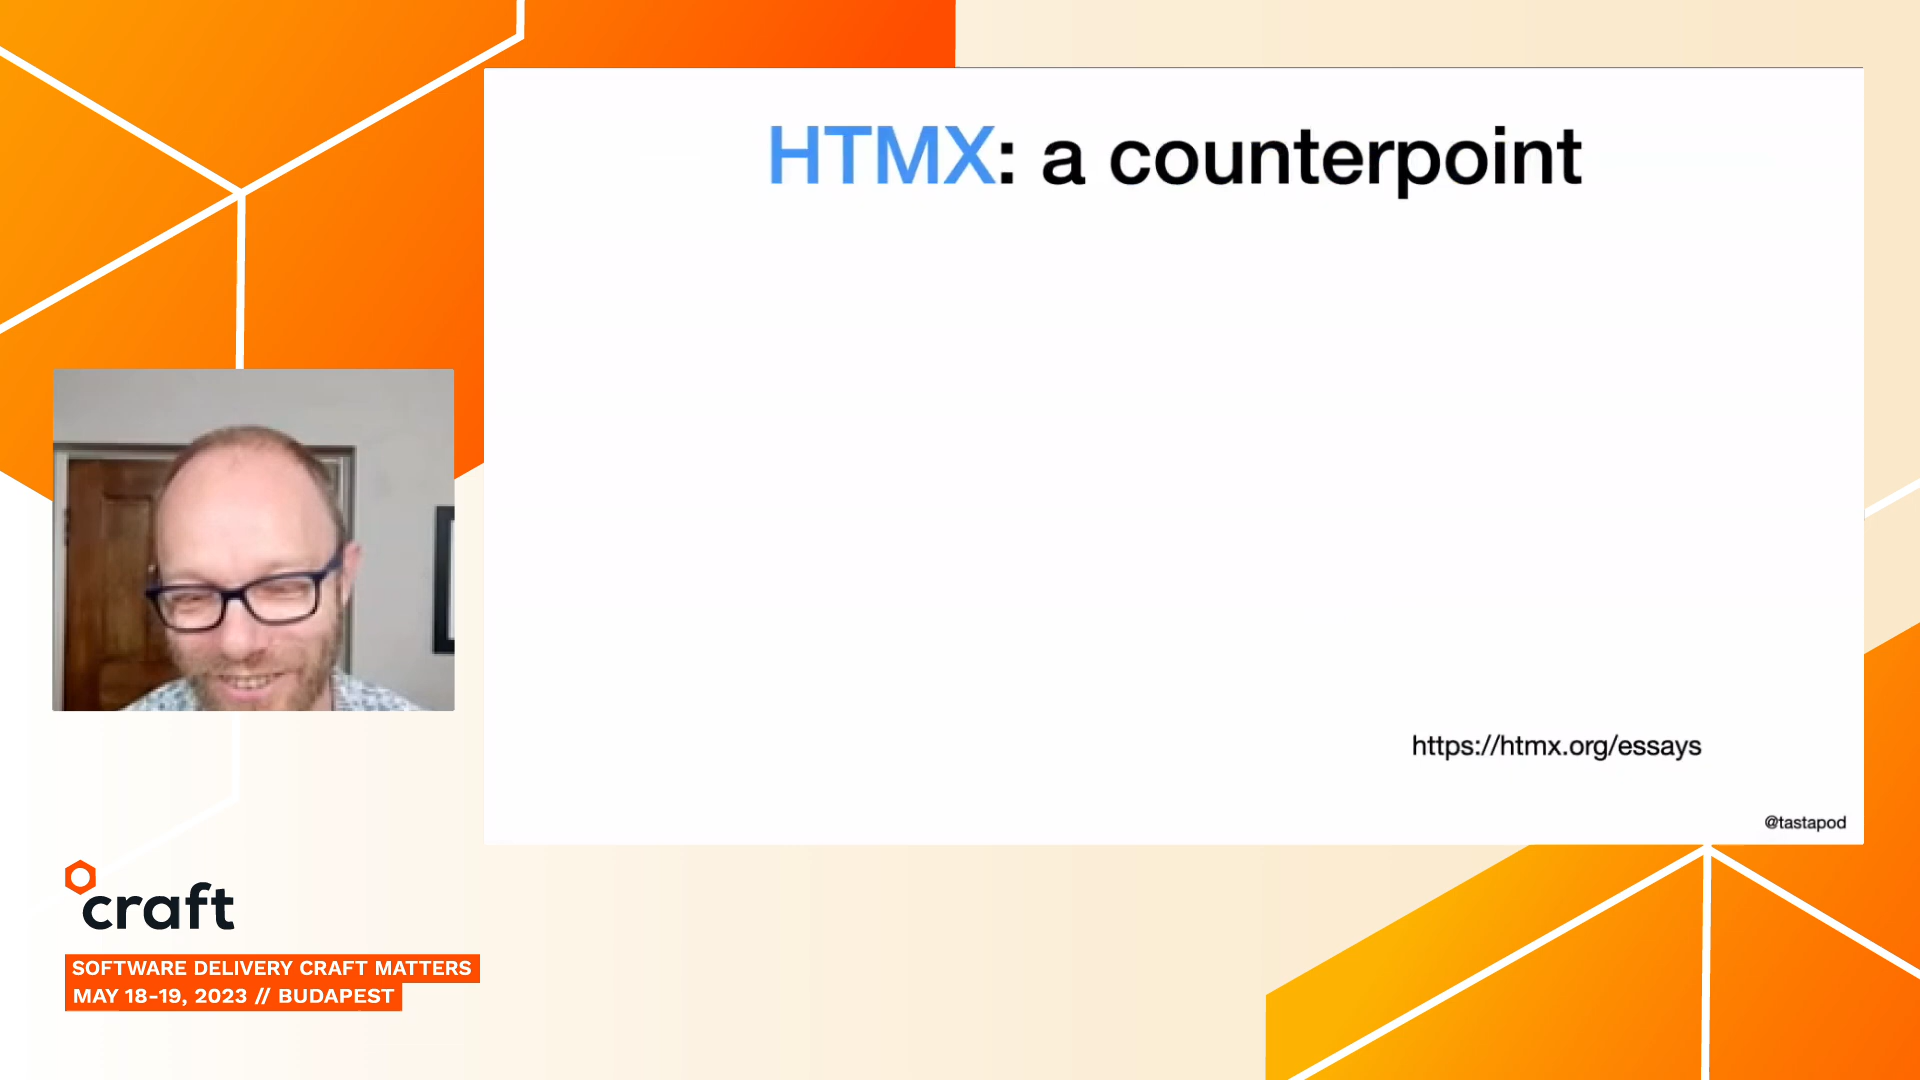 HTMX: a counterpoint
https://htmx.org/essays
@tastapod
craft
SOFTWARE DELIVERY CRAFT MATTERS
MAY 18-19, 2023 // BUDAPEST